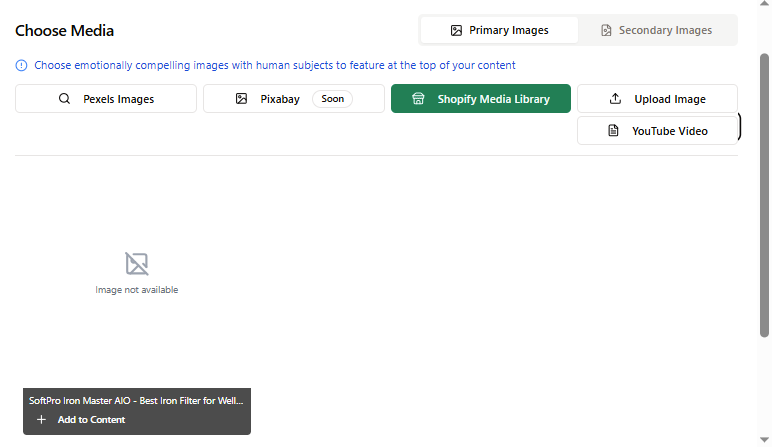 Choose Media
Primary Images
Secondary Images
Choose emotionally compelling images with human subjects to feature at the top of your content
Pexels Images
Pixabay
Soon
Shopify Media Library
Upload Image
YouTube Video
Image not available
SoftPro Iron Master AIO - Best Iron Filter for Well...
Add to Content